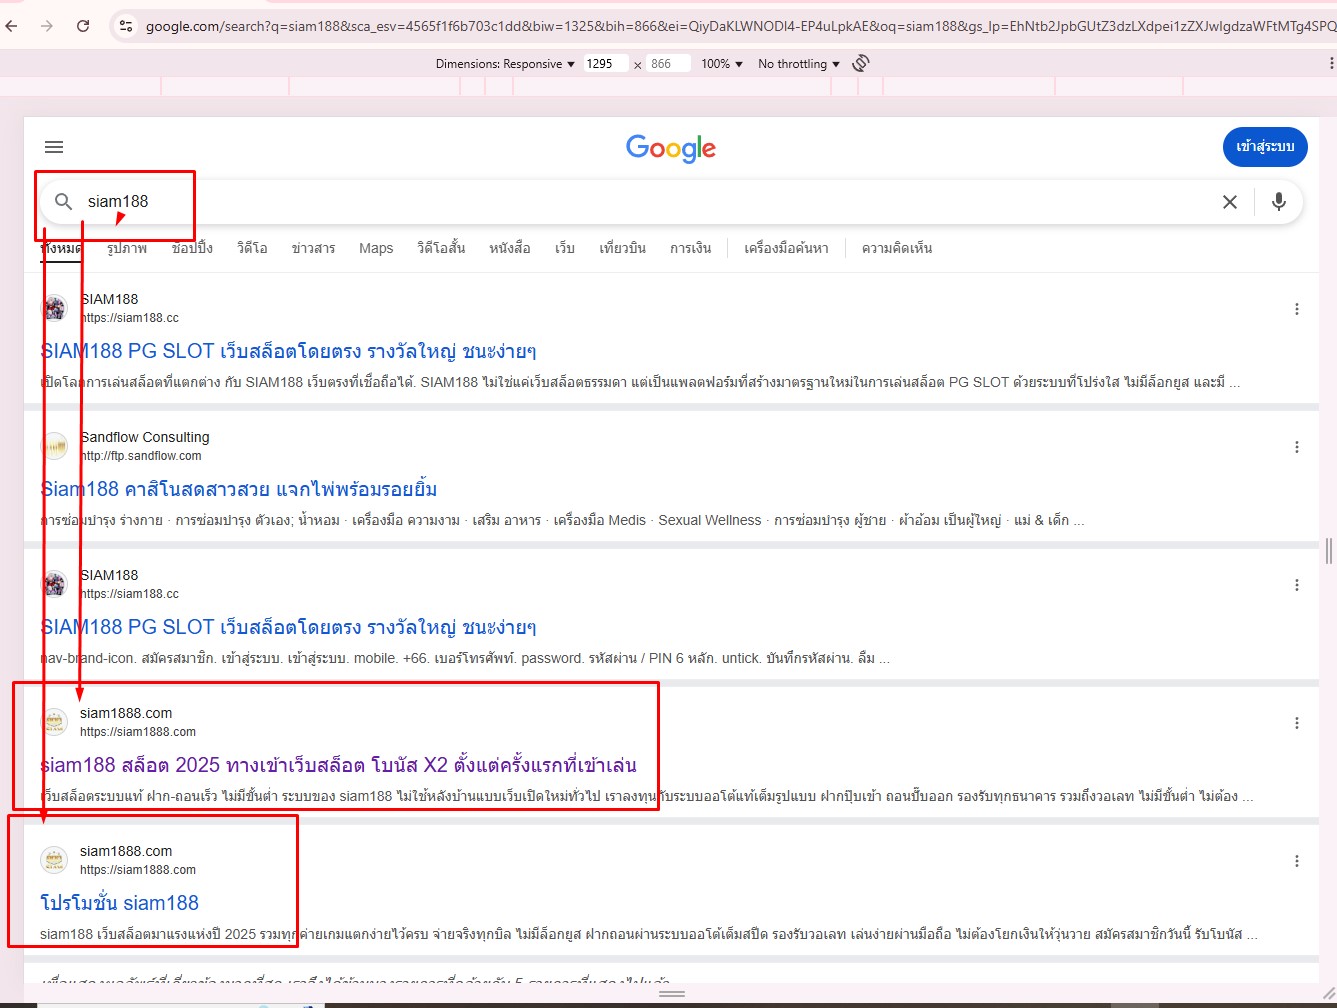 google.com/search?q=siam188&sca_esv=4565f1f6b703c1dd&biw=1325&bih=866&ei=QiyDaKLWNODl4-EP4uLpkAE&oq=siam188&gs_lp=EhNtb2JpbGUtZ3dzLXdpei1zZXJwIgdzaWFtMTg4SPQ
Dimensions: Responsive ▼ 1295 x 866 100% ▼ No throttling ▼
Google
เข้าสู่ระบบ
siam188
ทั้งหมด รูปภาพ ช็อปปิ้ง วิดีโอ ข่าวสาร Maps วิดีโอสั้น หนังสือ เว็บ เที่ยวบิน การเงิน เครื่องมือค้นหา ความคิดเห็น
SIAM188
https://siam188.cc
SIAM188 PG SLOT เว็บสล็อตโดยตรง รางวัลใหญ่ ชนะง่ายๆ
เปิดโลกการเล่นสล็อตที่แตกต่าง กับ SIAM188 เว็บตรงที่เชื่อถือได้. SIAM188 ไม่ใช่แค่เว็บสล็อตธรรมดา แต่เป็นแพลตฟอร์มที่สร้างมาตรฐานใหม่ในการเล่นสล็อต PG SLOT ด้วยระบบที่โปร่งใส ไม่มีล็อกยูส และมี ...
Sandflow Consulting
http://ftp.sandflow.com
Siam188 คาสิโนสดสาวสวย แจกไพ่พร้อมรอยยิ้ม
การซ่อมบำรุง ร่างกาย · การซ่อมบำรุง ตัวเอง; น้ำหอม · เครื่องมือ ความงาม · เสริม อาหาร · เครื่องมือ Medis · Sexual Wellness · การซ่อมบำรุง ผู้ชาย · ผ้าอ้อม เป็นผู้ใหญ่ · แม่ & เด็ก ...
SIAM188
https://siam188.cc
SIAM188 PG SLOT เว็บสล็อตโดยตรง รางวัลใหญ่ ชนะง่ายๆ
nav-brand-icon. สมัครสมาชิก. เข้าสู่ระบบ. เข้าสู่ระบบ. mobile. +66. เบอร์โทรศัพท์. password. รหัสผ่าน / PIN 6 หลัก. untick. บันทึกรหัสผ่าน. ลืม ...
siam1888.com
https://siam1888.com
siam188 สล็อต 2025 ทางเข้าเว็บสล็อต โบนัส X2 ตั้งแต่ครั้งแรกที่เข้าเล่น
เว็บสล็อตระบบแท้ ฝาก-ถอนเร็ว ไม่มีขั้นต่ำ ระบบของ siam188 ไม่ใช้หลังบ้านแบบเว็บเปิดใหม่ทั่วไป เราลงทุนกับระบบออโต้แท้เต็มรูปแบบ ฝากปุ๊บเข้า ถอนปั๊บออก รองรับทุกธนาคาร รวมถึงวอเลท ไม่มีขั้นต่ำ ไม่ต้อง ...
siam1888.com
https://siam1888.com
โปรโมชั่น siam188
siam188 เว็บสล็อตมาแรงแห่งปี 2025 รวมทุกค่ายเกมแตกง่ายไว้ครบ จ่ายจริงทุกบิล ไม่มีล็อกยูส ฝากถอนผ่านระบบออโต้เต็มสปีด รองรับวอเลท เล่นง่ายผ่านมือถือ ไม่ต้องโยกเงินให้วุ่นวาย สมัครสมาชิกวันนี้ รับโบนัส ...